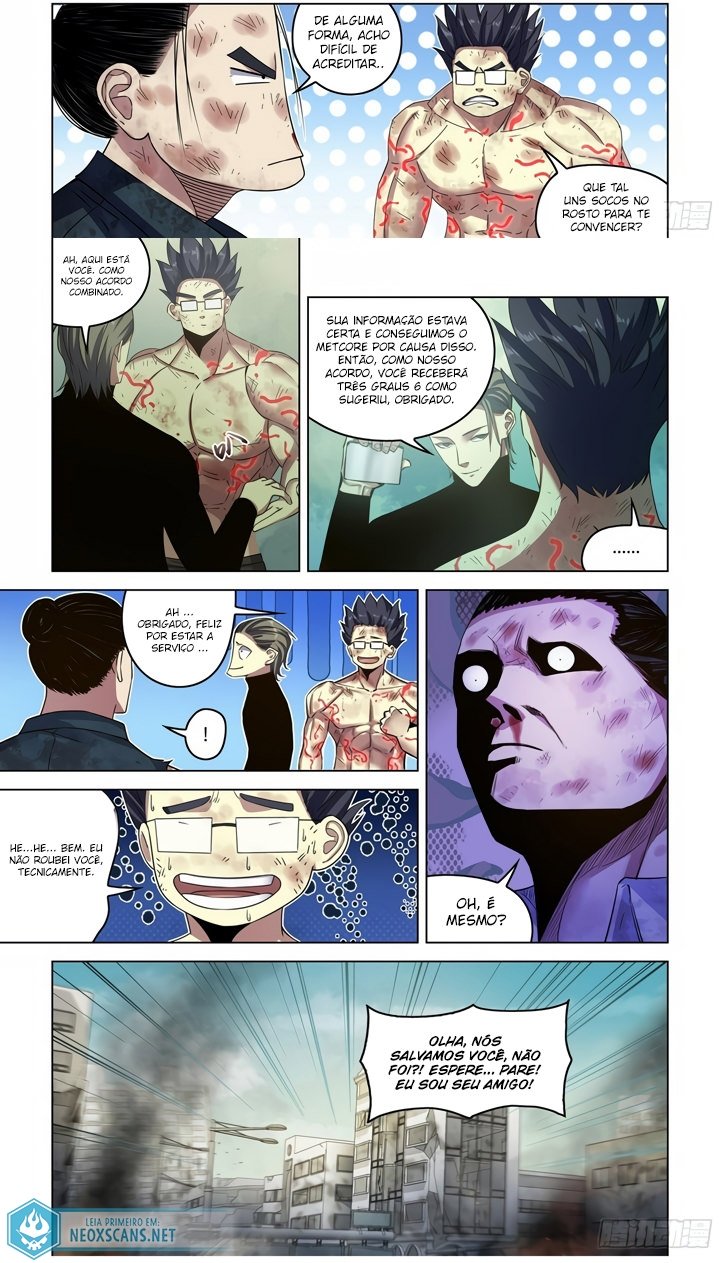 DE ALGUMA
FORMA, ACHO
DIFÍCIL DE
ACREDITAR..
QUE TAL
UNS SOCOS NO
ROSTO PARA TE
CONVENCER?
AH, AQUI ESTÁ
VOCÊ. COMO
NOSSO ACORDO
COMBINADO.
SUA INFORMAÇÃO ESTAVA
CERTA E CONSEGUIMOS O
METCORE POR CAUSA DISSO.
ENTÃO, COMO NOSSO
ACORDO, VOCÊ RECEBERÁ
TRÊS GRAUS 6 COMO
SUGERIU, OBRIGADO.
......
AH ...
OBRIGADO, FELIZ
POR ESTAR A
SERVIÇO ...
!
OH, É
MESMO?
HE...HE... BEM. EU
NÃO ROUBEI VOCÊ,
TECNICAMENTE.
OLHA, NÓS
SALVAMOS VOCÊ, NÃO
FOI?! ESPERE... PARE!
EU SOU SEU AMIGO!
LEIA PRIMEIRO EM:
NEOXSCANS.NET
腾讯动漫